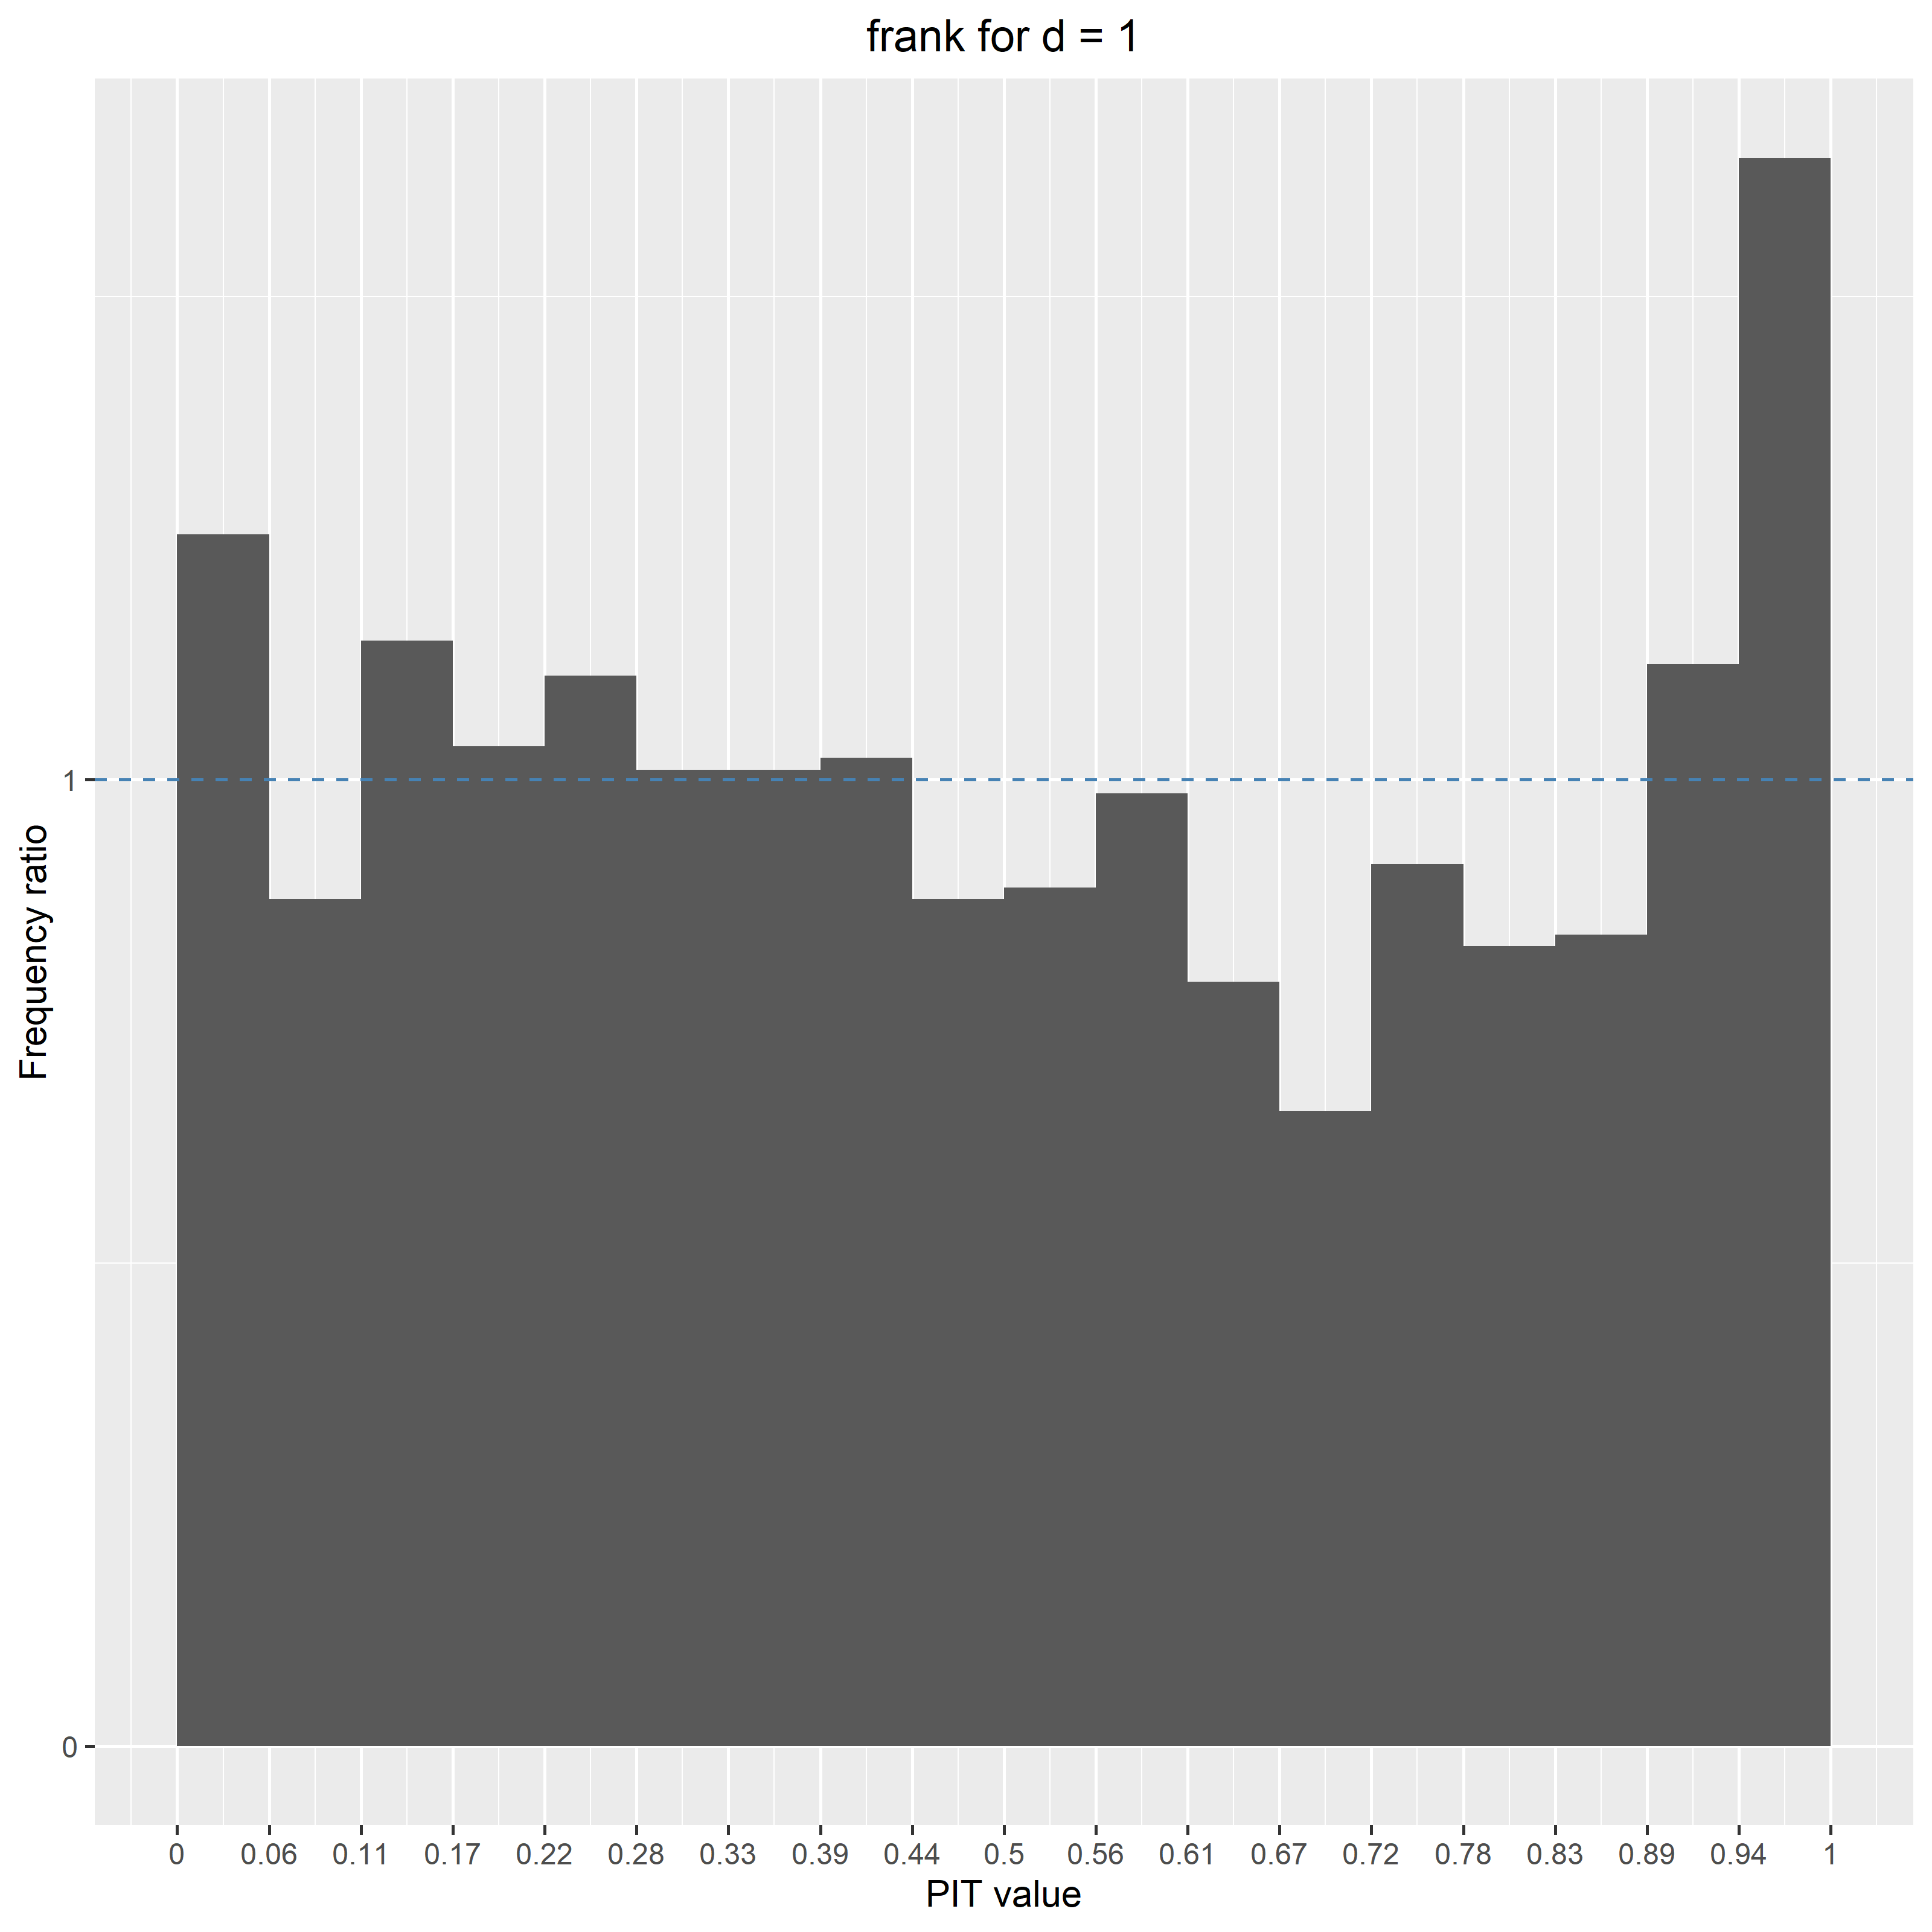 frank for d = 1
Frequency ratio
1
0
0 0.06 0.11 0.17 0.22 0.28 0.33 0.39 0.44 0.5 0.56 0.61 0.67 0.72 0.78 0.83 0.89 0.94 1
PIT value